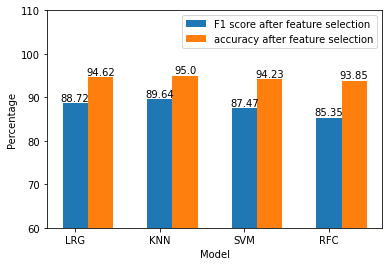 110
100
90
80
70
60
Percentage
F1 score after feature selection
accuracy after feature selection
88.72
94.62
89.64
95.0
87.47
94.23
85.35
93.85
LRG
KNN
SVM
RFC
Model